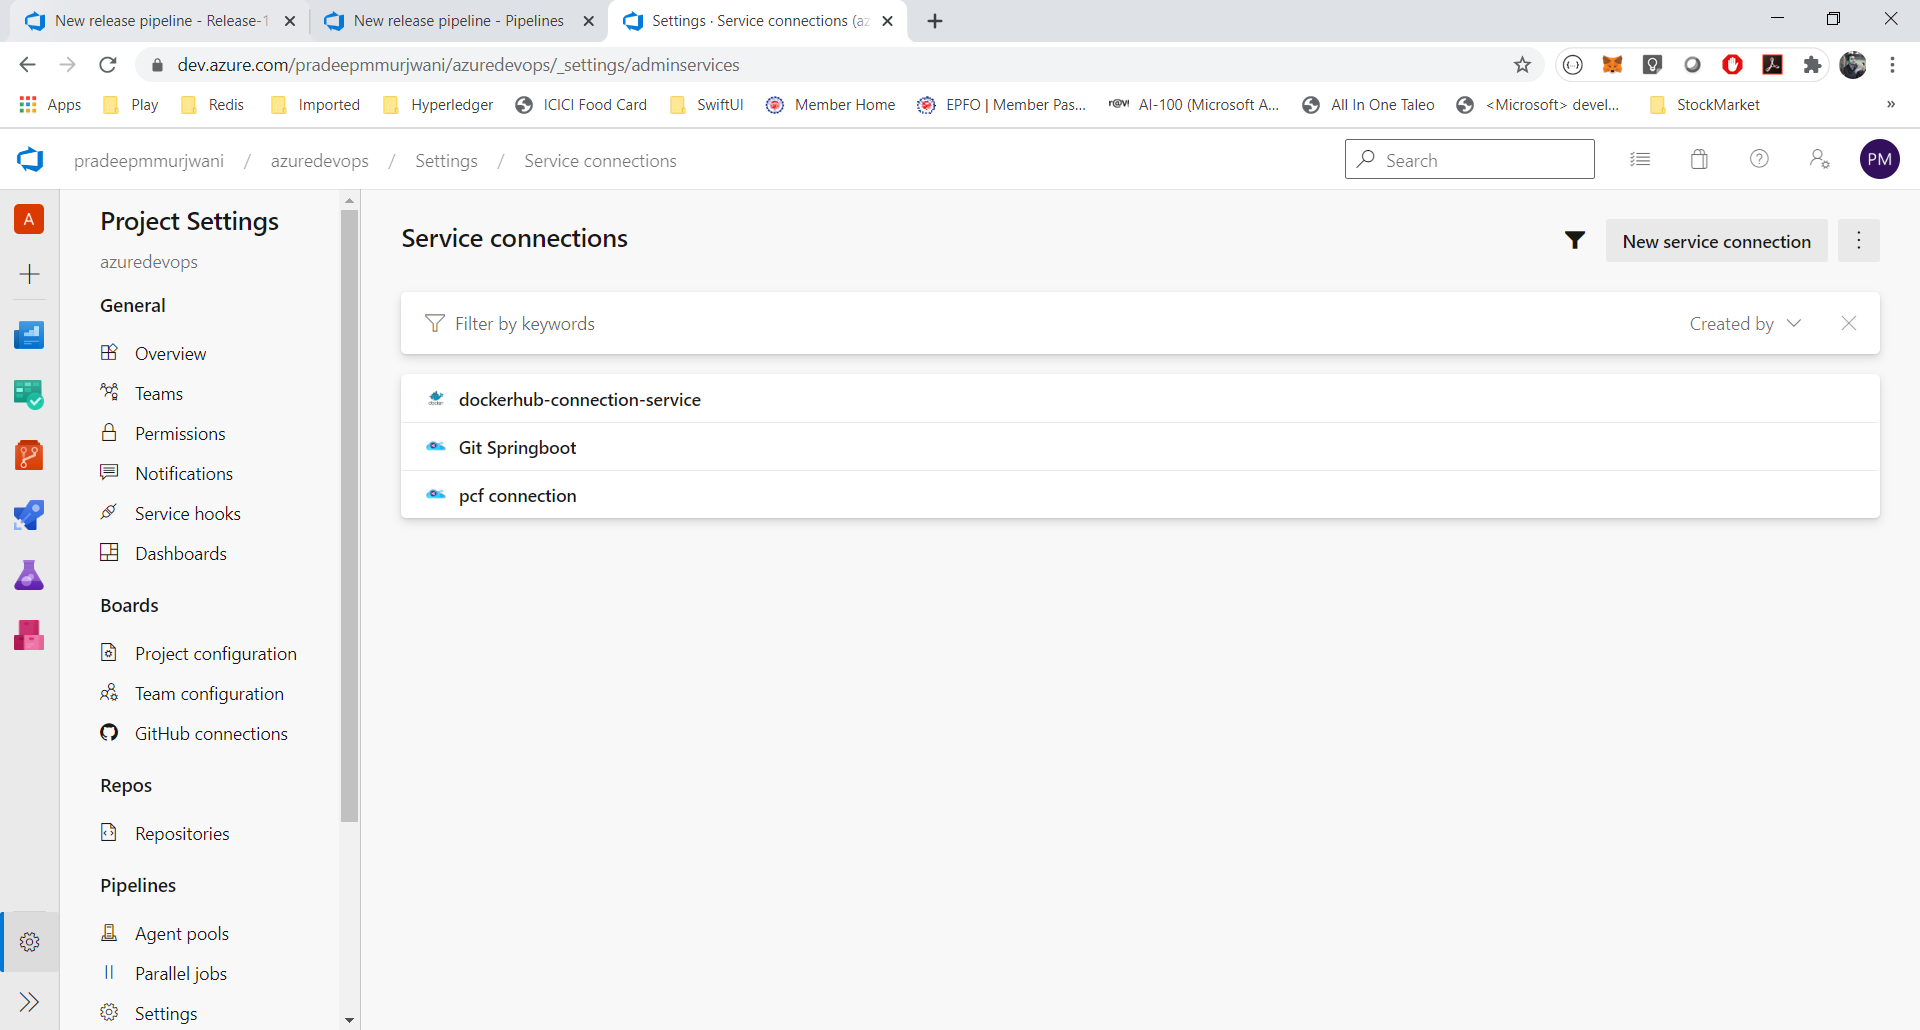 New release pipeline - Release-1
New release pipeline - Pipelines
Settings · Service connections (az
dev.azure.com/pradeepmmurjwani/azuredevops/_settings/adminservices
Apps
Play
Redis
Imported
Hyperledger
ICICI Food Card
SwiftUI
Member Home
EPFO | Member Pas...
r@v!
AI-100 (Microsoft A...
All In One Taleo
<Microsoft> devel...
StockMarket
»
pradeepmmurjwani / azuredevops / Settings / Service connections
Search
PM
A
Project Settings
azuredevops
General
Overview
Teams
Permissions
Notifications
Service hooks
Dashboards
Boards
Project configuration
Team configuration
GitHub connections
Repos
Repositories
Pipelines
Agent pools
Parallel jobs
Settings
Service connections
New service connection
Filter by keywords
Created by
dockerhub-connection-service
Git Springboot
pcf connection